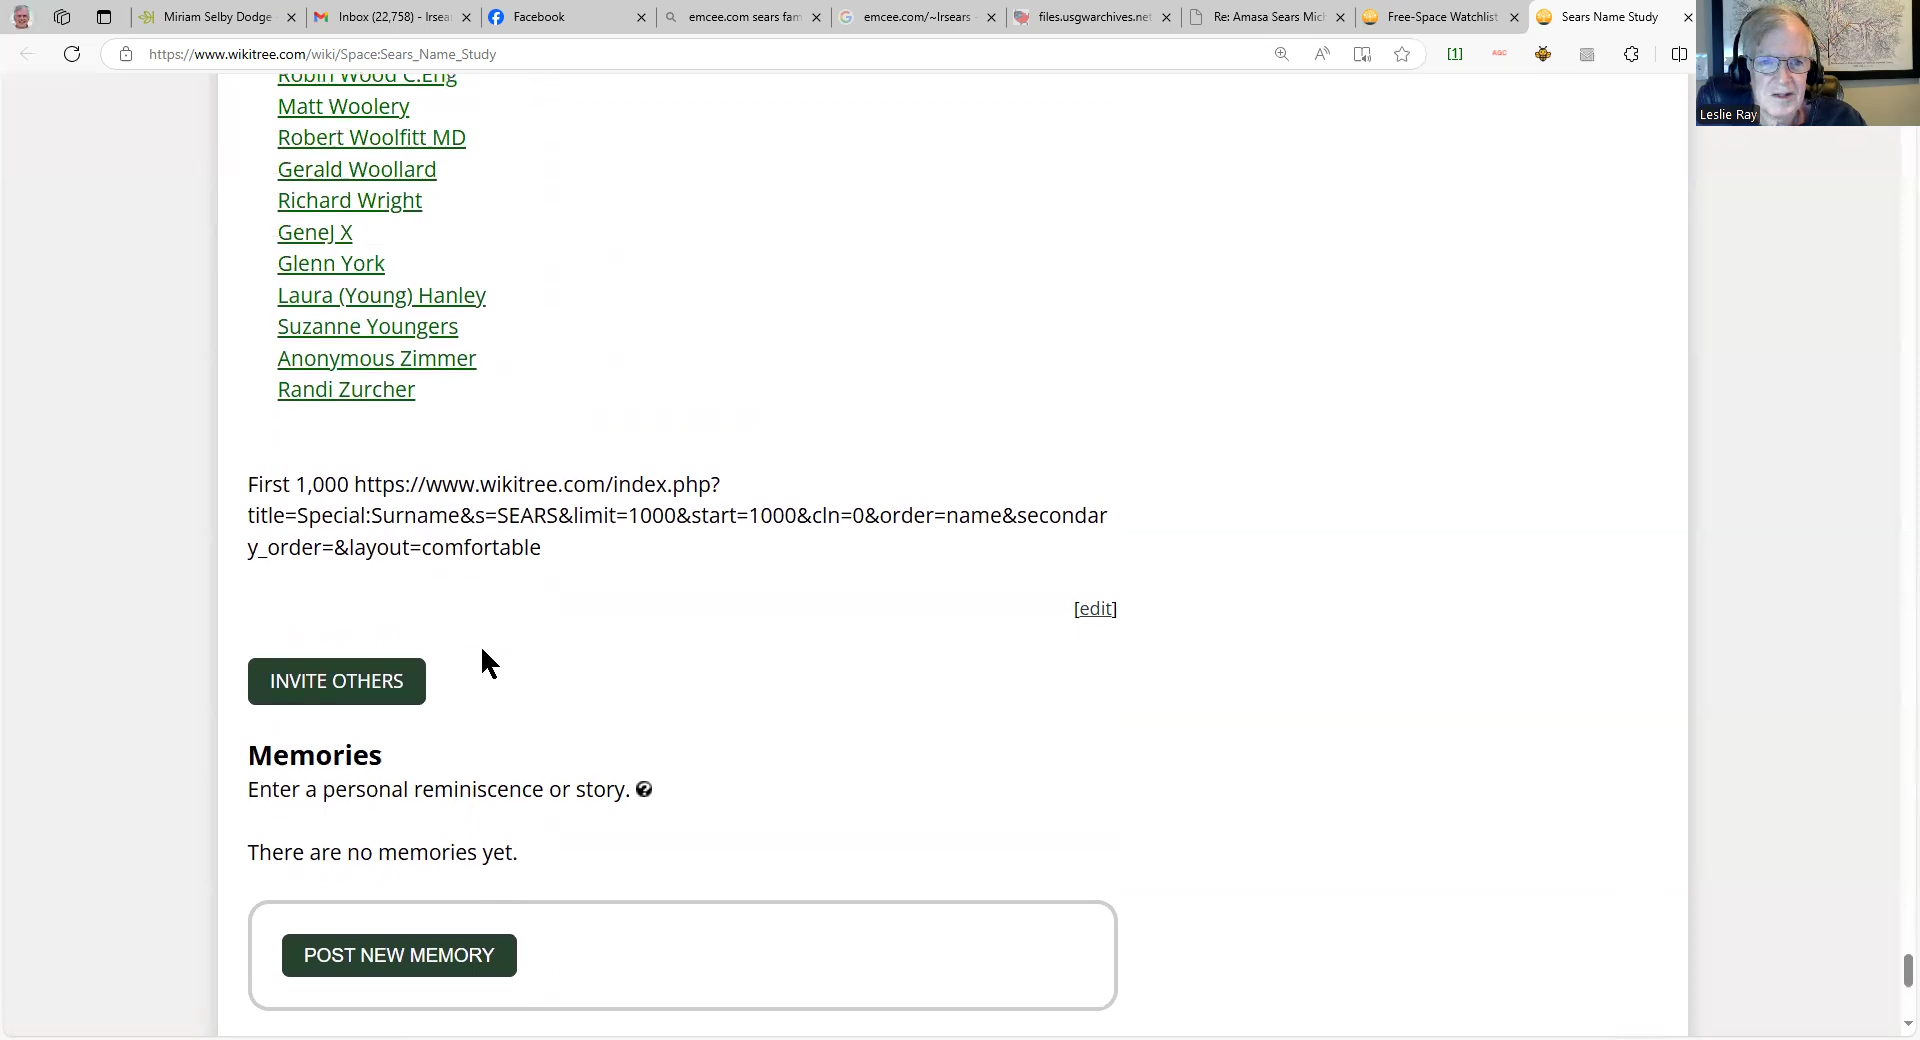 Miriam Selby Dodge
Inbox (22,758) - lrsea
Facebook
emcee.com sears fam
emcee.com/~lrsears -
files.usgwarchives.net
Re: Amasa Sears Mich
Free-Space Watchlist
Sears Name Study
https://www.wikitree.com/wiki/Space:Sears_Name_Study
Leslie Ray
Robin Wood C.Eng
Matt Woolery
Robert Woolfitt MD
Gerald Woollard
Richard Wright
GeneJ X
Glenn York
Laura (Young) Hanley
Suzanne Youngers
Anonymous Zimmer
Randi Zurcher
First 1,000 https://www.wikitree.com/index.php?
title=Special:Surname&s=SEARS&limit=1000&start=1000&cln=0&order=name&secondar
y_order=&layout=comfortable
[edit]
INVITE OTHERS
Memories
Enter a personal reminiscence or story.
There are no memories yet.
POST NEW MEMORY